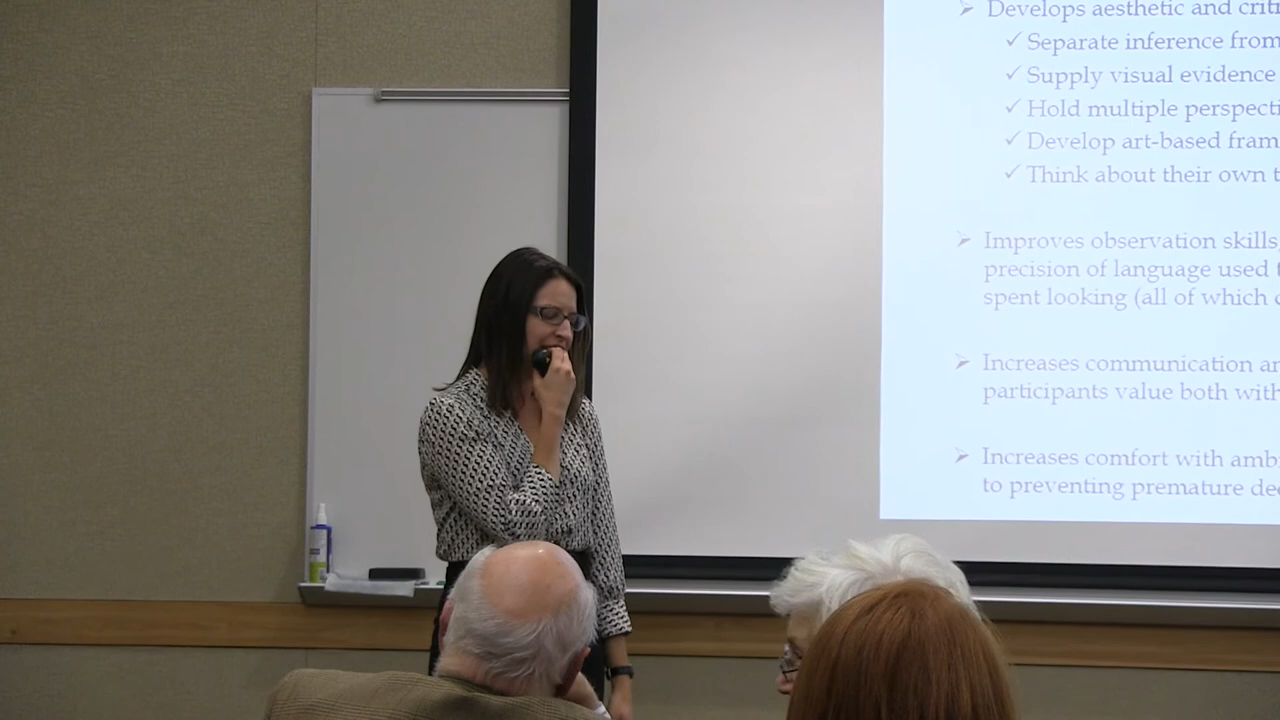 Develops aesthetic and criti
Separate inference from
Supply visual evidence
Hold multiple perspecti
Develop art-based fram
Think about their own t
Improves observation skills,
precision of language used t
spent looking (all of which
Increases communication an
participants value both with
Increases comfort with amb
to preventing premature dec